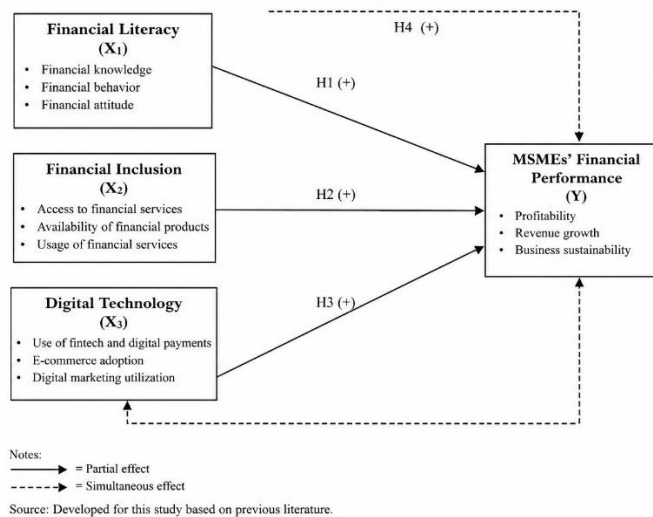 Financial Literacy
(X₁)
• Financial knowledge
• Financial behavior
• Financial attitude
H4 (+)
H1 (+)
Financial Inclusion
(X₂)
• Access to financial services
• Availability of financial products
• Usage of financial services
H2 (+)
MSMEs' Financial
Performance
(Y)
• Profitability
• Revenue growth
• Business sustainability
Digital Technology
(X₃)
• Use of fintech and digital payments
• E-commerce adoption
• Digital marketing utilization
H3 (+)
Notes:
= Partial effect
= Simultaneous effect
Source: Developed for this study based on previous literature.